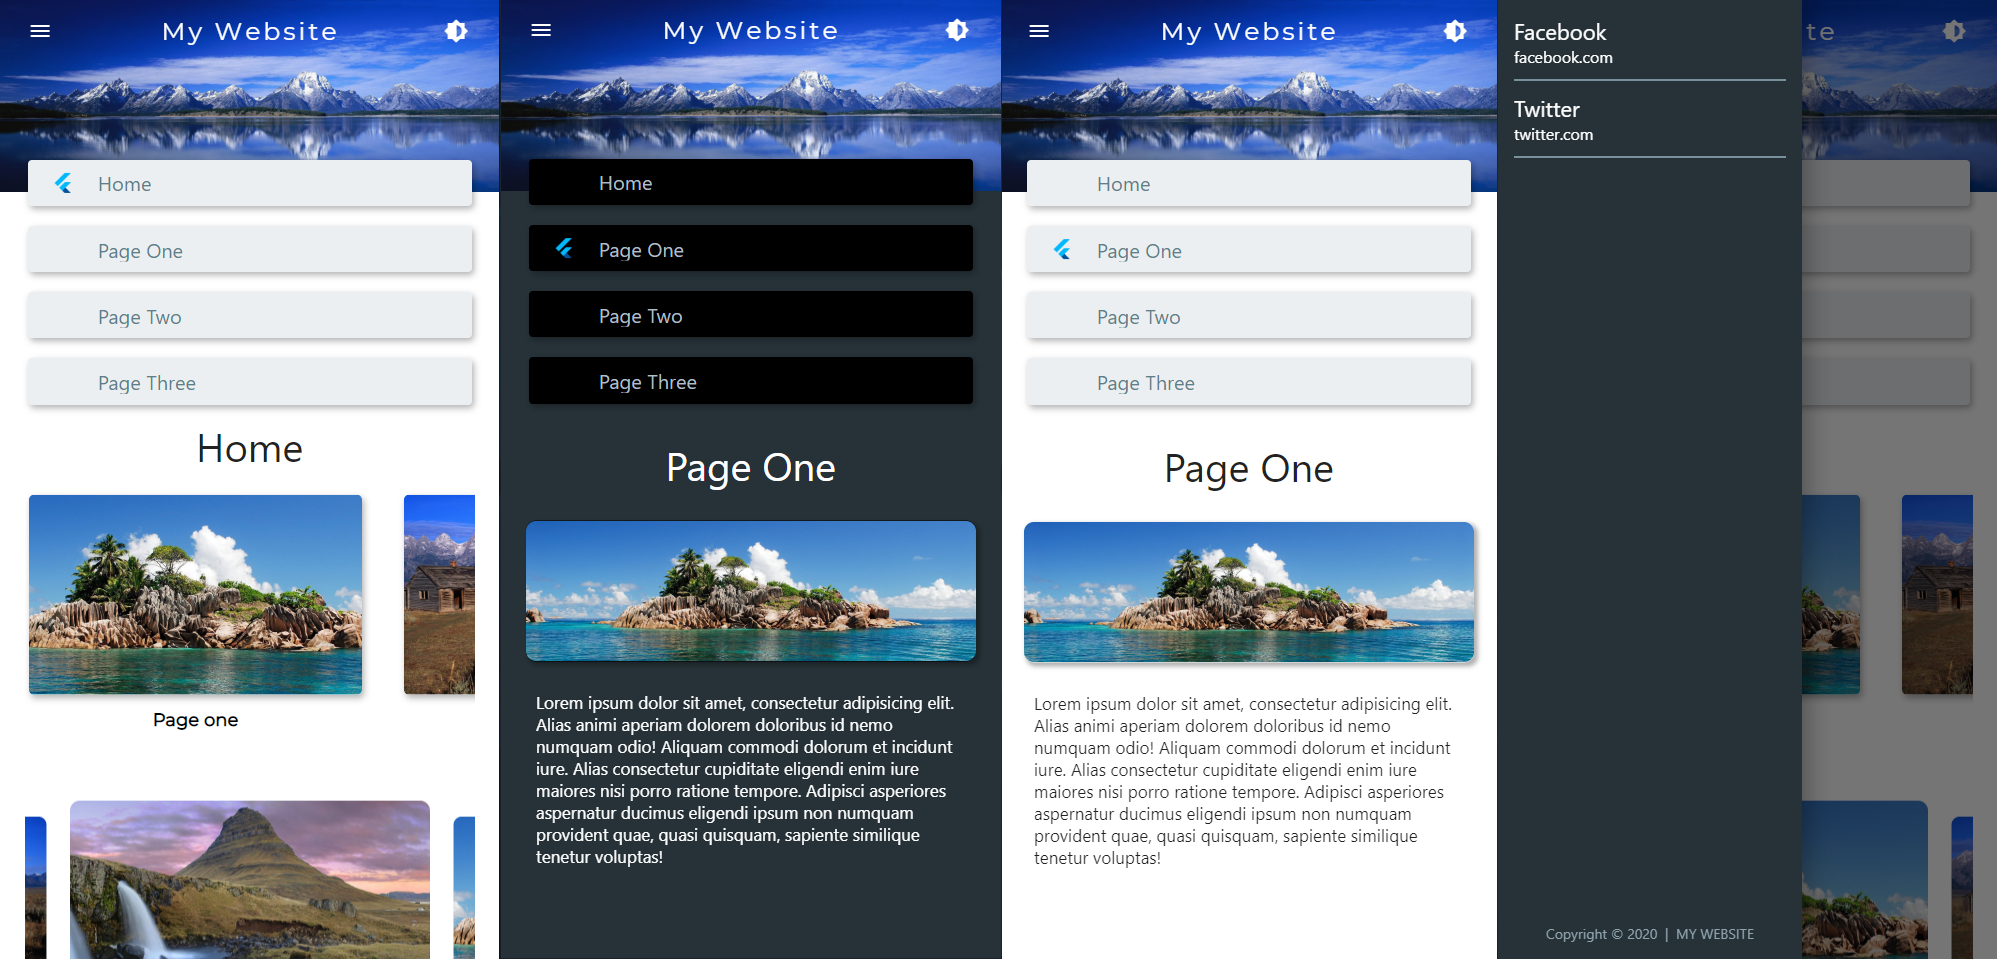 My Website
Home
Page One
Page Two
Page Three
Home
Page one
My Website
Home
Page One
Page Two
Page Three
Page One
Lorem ipsum dolor sit amet, consectetur adipisicing elit.
Alias animi aperiam dolorem doloribus id nemo
numquam odio! Aliquam commodi dolorum et incidunt
iure. Alias consectetur cupiditate eligendi enim iure
maiores nisi porro ratione tempore. Adipisci asperiores
aspernatur ducimus eligendi ipsum non numquam
provident quae, quasi quisquam, sapiente similique
tenetur voluptas!
My Website
Home
Page One
Page Two
Page Three
Page One
Lorem ipsum dolor sit amet, consectetur adipisicing elit.
Alias animi aperiam dolorem doloribus id nemo
numquam odio! Aliquam commodi dolorum et incidunt
iure. Alias consectetur cupiditate eligendi enim iure
maiores nisi porro ratione tempore. Adipisci asperiores
aspernatur ducimus eligendi ipsum non numquam
provident quae, quasi quisquam, sapiente similique
tenetur voluptas!
Facebook
facebook.com
Twitter
twitter.com
Copyright © 2020 | MY WEBSITE
te